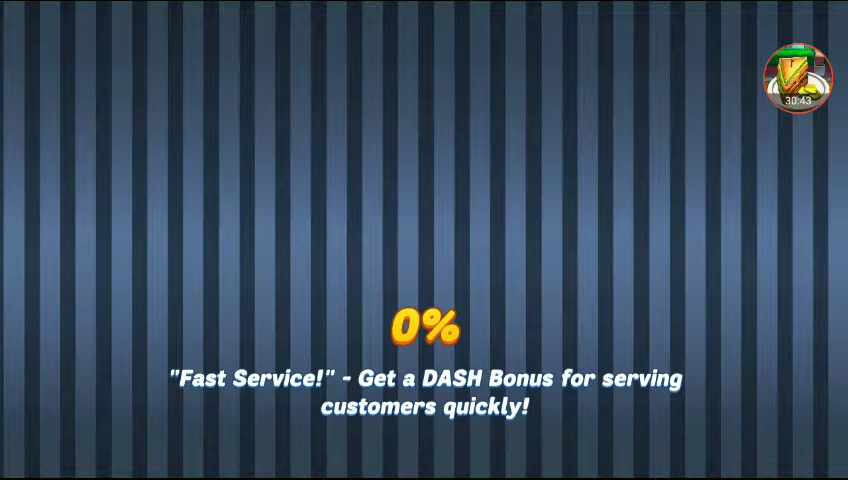 30:43
0%
"Fast Service!" - Get a DASH Bonus for serving
customers quickly!